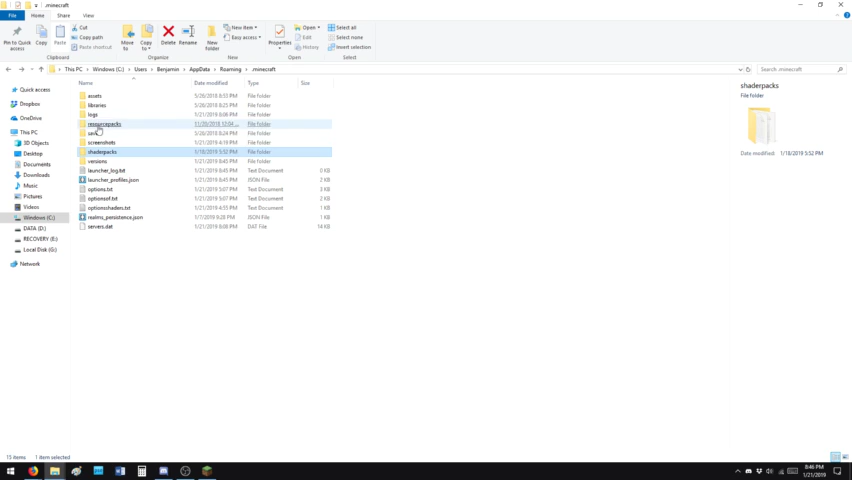 .minecraft
File Home Share View
Pin to Quick access
Copy
Paste
Cut
Copy path
Paste shortcut
Clipboard
Move to
Copy to
Delete
Rename
Organize
New folder
New item
Easy access
New
Properties
Open
Edit
History
Open
Select all
Select none
Invert selection
Select
This PC > Windows (C:) > Users > Benjamin > AppData > Roaming > .minecraft
Search .minecraft
Quick access
Dropbox
OneDrive
This PC
3D Objects
Desktop
Documents
Downloads
Music
Pictures
Videos
Windows (C:)
DATA (D:)
RECOVERY (E:)
Local Disk (G:)
Network
Name Date modified Type Size
assets 5/26/2018 8:53 PM File folder
libraries 5/26/2018 8:25 PM File folder
logs 1/21/2019 8:08 PM File folder
resourcepacks 11/20/2018 12:04 ... File folder
5/26/2018 8:24 PM File folder
screenshots 1/21/2019 4:19 PM File folder
shaderpacks 1/18/2019 5:52 PM File folder
versions 1/21/2019 8:45 PM File folder
launcher_log.txt 1/21/2019 8:45 PM Text Document 0 KB
launcher_profiles.json 1/21/2019 8:45 PM JSON File 2 KB
options.txt 1/21/2019 5:07 PM Text Document 3 KB
optionsof.txt 1/21/2019 5:07 PM Text Document 2 KB
optionsshaders.txt 1/21/2019 4:55 PM Text Document 1 KB
realms_persistence.json 1/7/2019 9:28 PM JSON File 1 KB
servers.dat 1/21/2019 8:08 PM DAT File 14 KB
shaderpacks
File folder
Date modified: 1/18/2019 5:52 PM
15 items 1 item selected
8:46 PM
1/21/2019